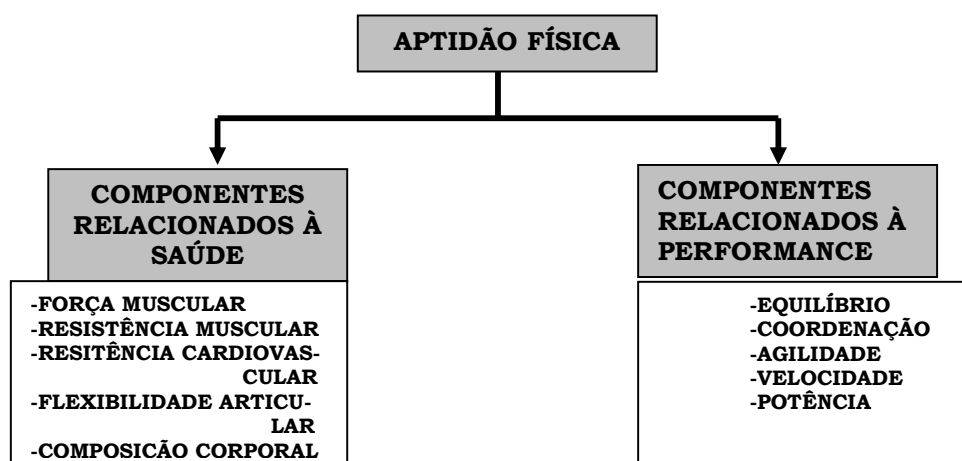 APTIDÃO FÍSICA
COMPONENTES
RELACIONADOS À
SAÚDE
-FORÇA MUSCULAR
-RESISTÊNCIA MUSCULAR
-RESITÊNCIA CARDIOVAS-
CULAR
-FLEXIBILIDADE ARTICU-
LAR
-COMPOSICÃO CORPORAL
COMPONENTES
RELACIONADOS À
PERFORMANCE
-EQUILÍBRIO
-COORDENAÇÃO
-AGILIDADE
-VELOCIDADE
-POTÊNCIA